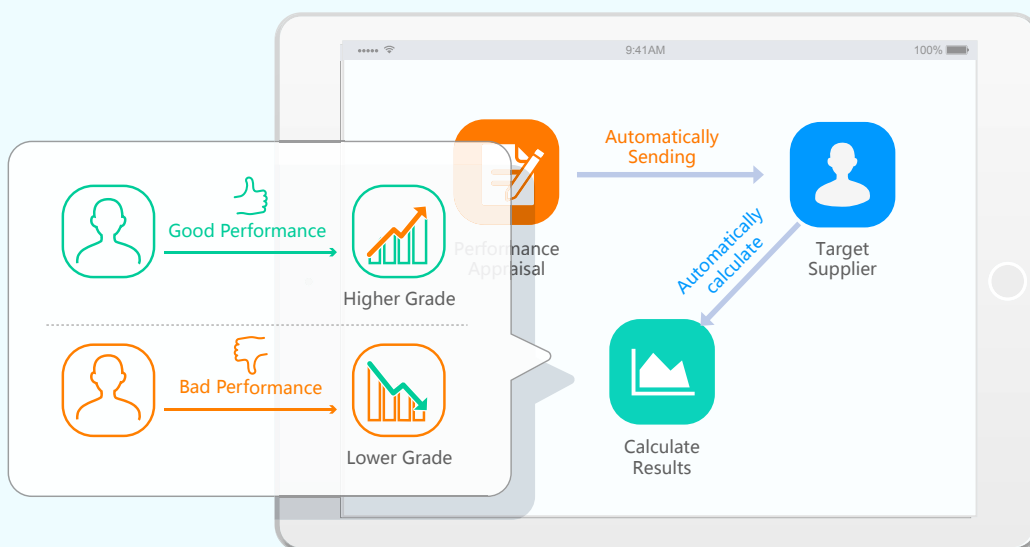 9:41AM
100%
Automatically
Sending
Performance
Appraisal
Target
Supplier
Automatically
calculate
Calculate
Results
Good Performance
Higher Grade
Bad Performance
Lower Grade